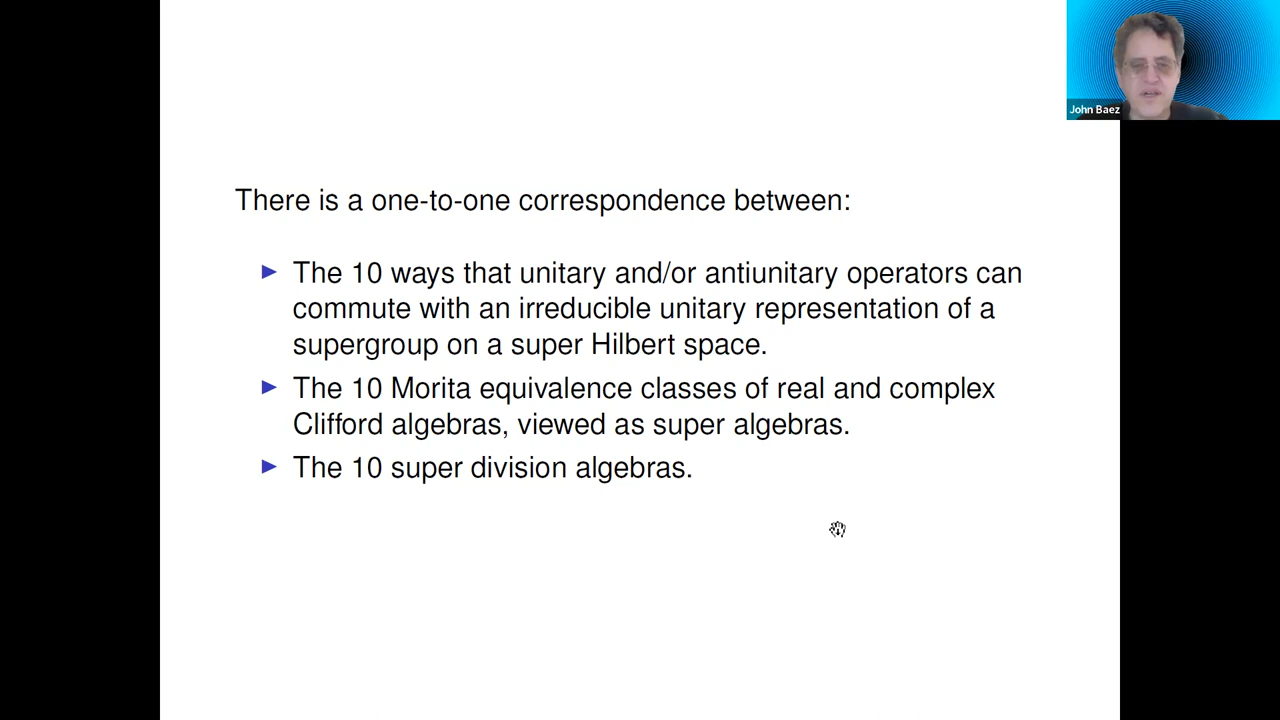 John Baez
There is a one-to-one correspondence between:
▶ The 10 ways that unitary and/or antiunitary operators can
commute with an irreducible unitary representation of a
supergroup on a super Hilbert space.
▶ The 10 Morita equivalence classes of real and complex
Clifford algebras, viewed as super algebras.
▶ The 10 super division algebras.